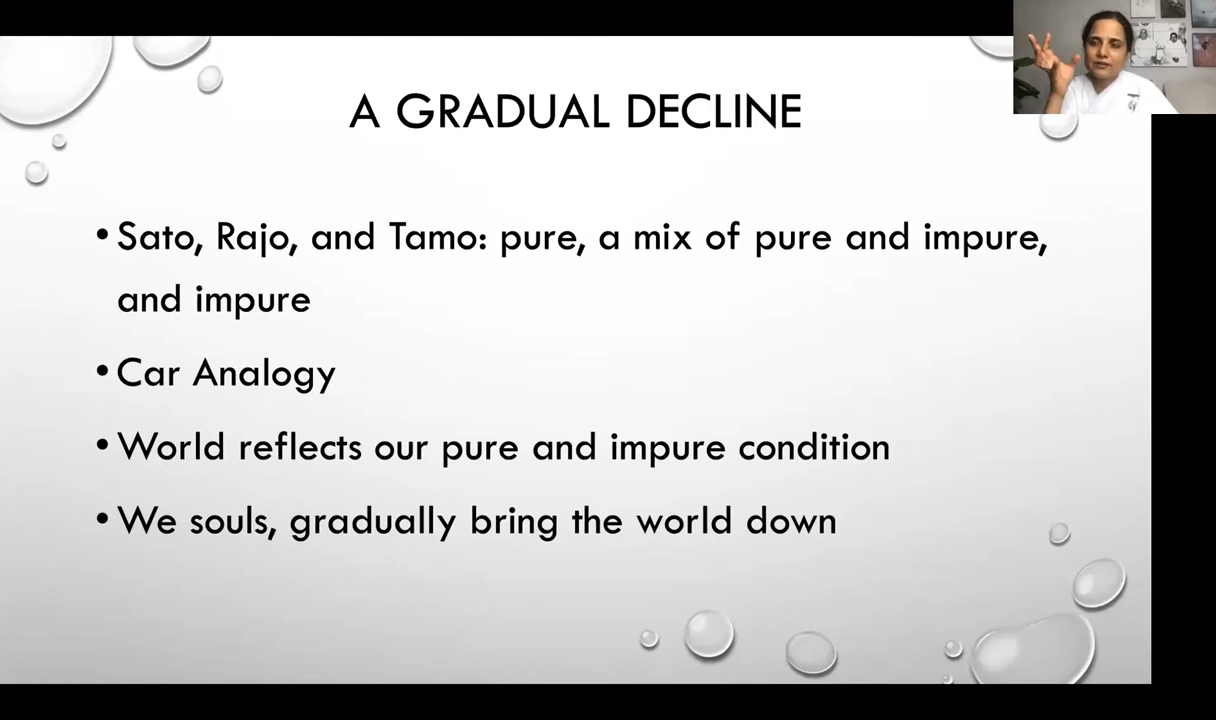 A GRADUAL DECLINE
• Sato, Rajo, and Tamo: pure, a mix of pure and impure,
and impure
• Car Analogy
• World reflects our pure and impure condition
• We souls, gradually bring the world down